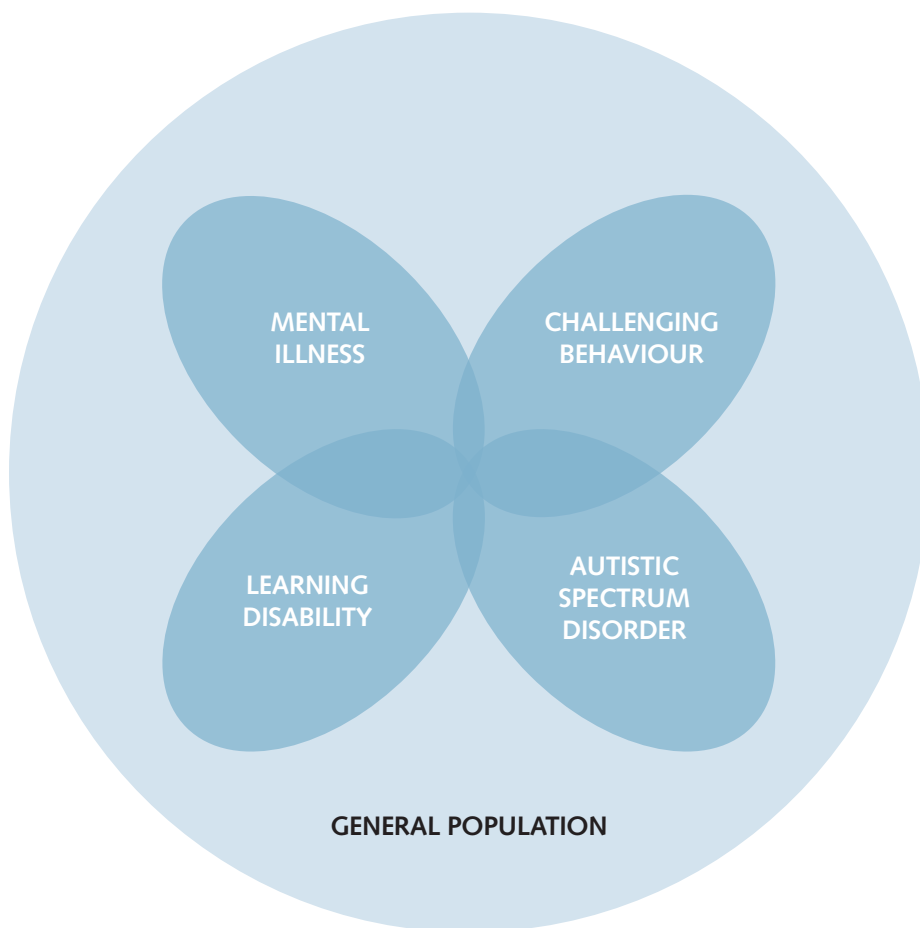 MENTAL
ILLNESS
CHALLENGING
BEHAVIOUR
LEARNING
DISABILITY
AUTISTIC
SPECTRUM
DISORDER
GENERAL POPULATION